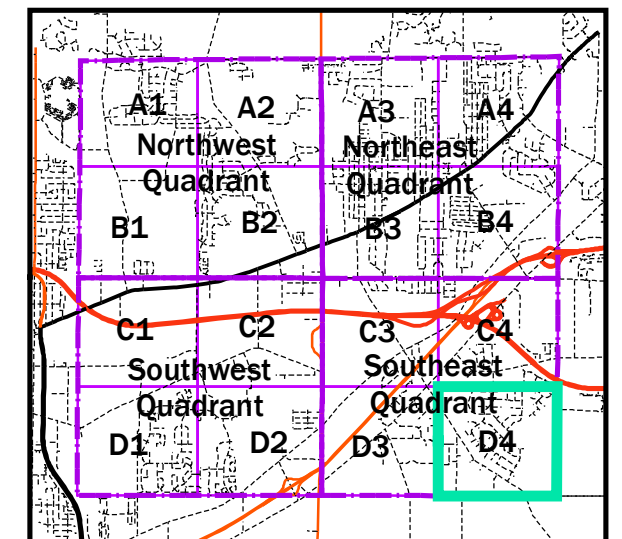 A1 A2 A3 A4
Northwest Northeast
Quadrant Quadrant
B1 B2 B3 B4
C1 C2 C3 C4
Southwest Southeast
Quadrant Quadrant
D1 D2 D3 D4